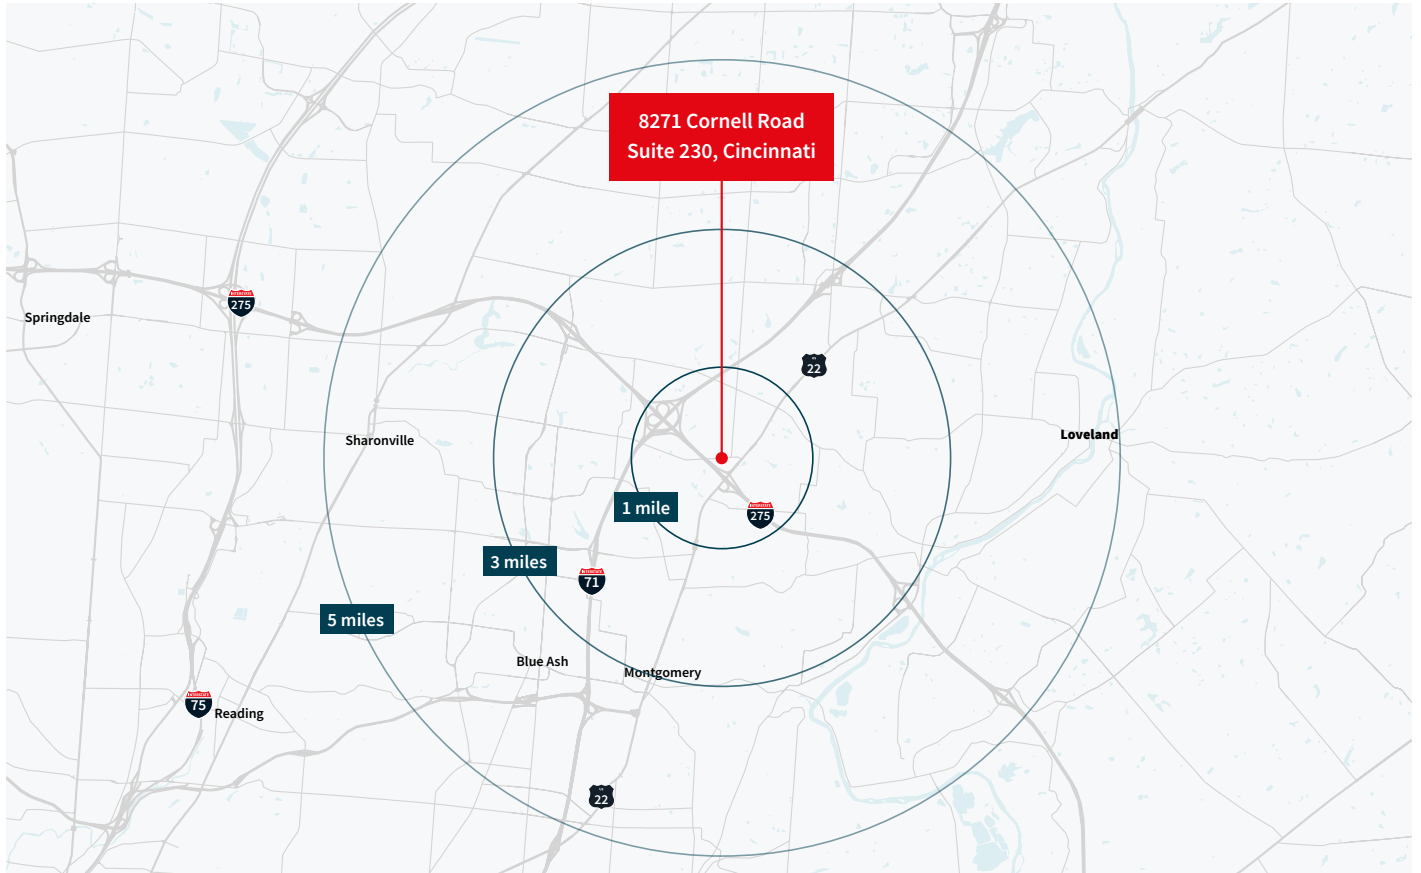 8271 Cornell Road
Suite 230, Cincinnati
275
Springdale
22
Sharonville
Loveland
1 mile
275
3 miles
71
5 miles
Blue Ash
Montgomery
75
Reading
22